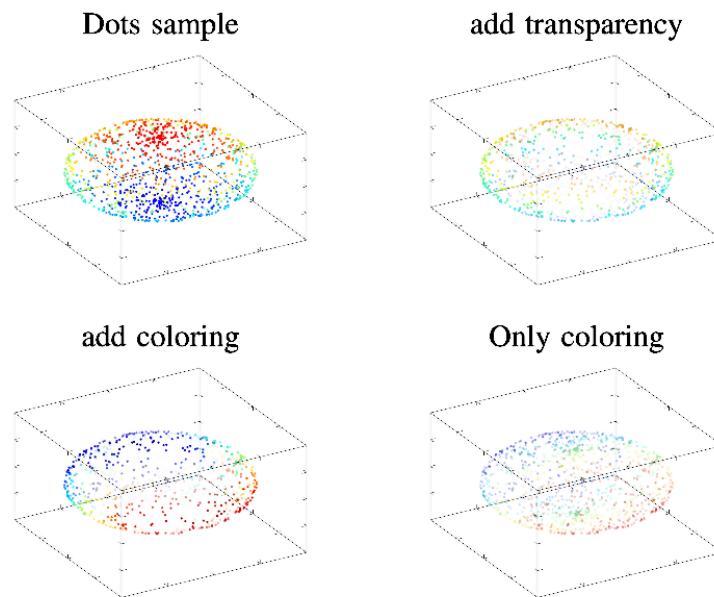 Dots sample
add transparency
add coloring
Only coloring